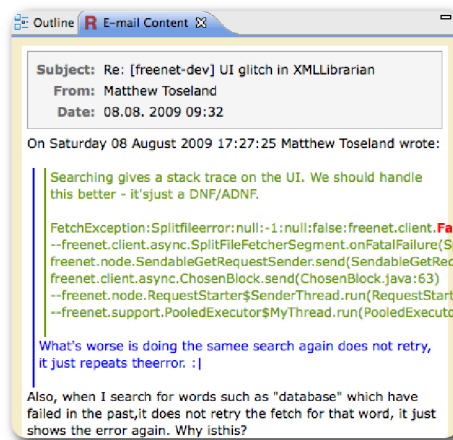 Outline R E-mail Content
Subject: Re: [freenet-dev] UI glitch in XMLLibrarian
From: Matthew Toseland
Date: 08.08. 2009 09:32
On Saturday 08 August 2009 17:27:25 Matthew Toseland wrote:
Searching gives a stack trace on the UI. We should handle
this better - it'sjust a DNF/ADNF.
FetchException:Splitfileerror:null:-1:null:false:freenet.client.Fa
--freenet.client.async.SplitFileFetcherSegment.onFatalFailure(S
freenet.node.SendableGetRequestSender.send(SendableGetRec
freenet.client.async.ChosenBlock.send(ChosenBlock.java:63)
--freenet.node.RequestStarter$SenderThread.run(RequestStart
--freenet.support.PooledExecutor$MyThread.run(PooledExecuto
What's worse is doing the samee search again does not retry,
it just repeats theerror. :|
Also, when I search for words such as "database" which have
failed in the past,it does not retry the fetch for that word, it just
shows the error again. Why isthis?